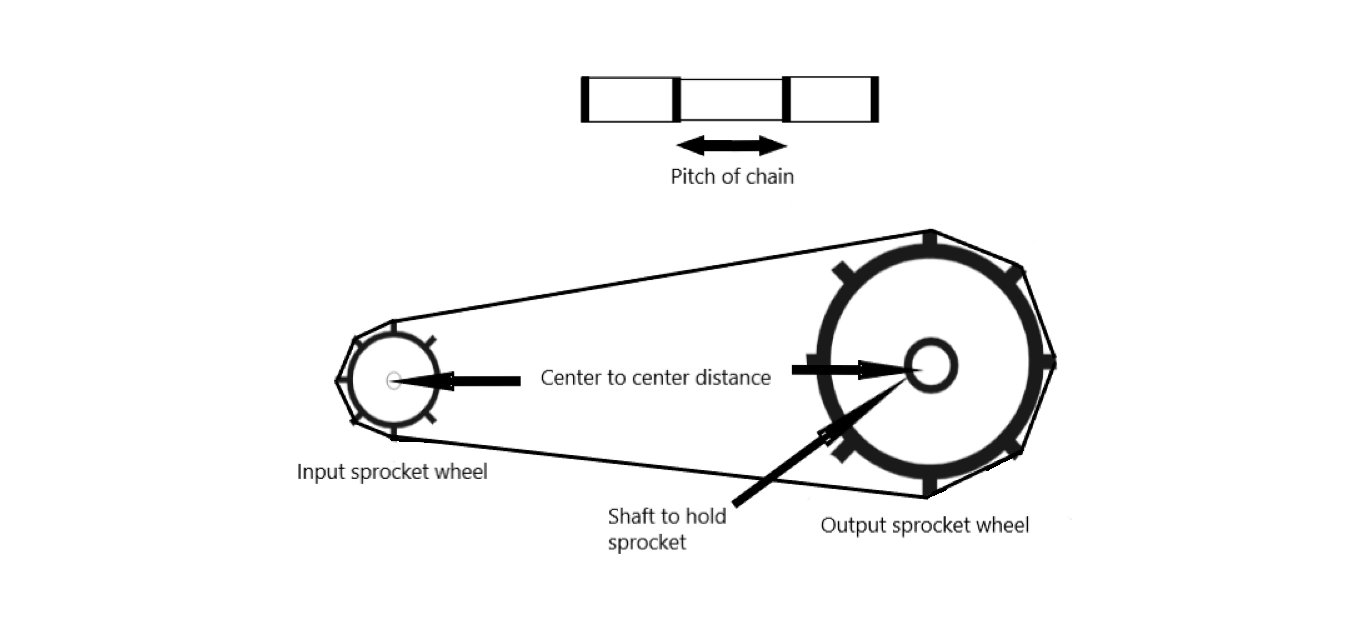 Pitch of chain
Center to center distance
Input sprocket wheel
Shaft to hold
sprocket
Output sprocket wheel